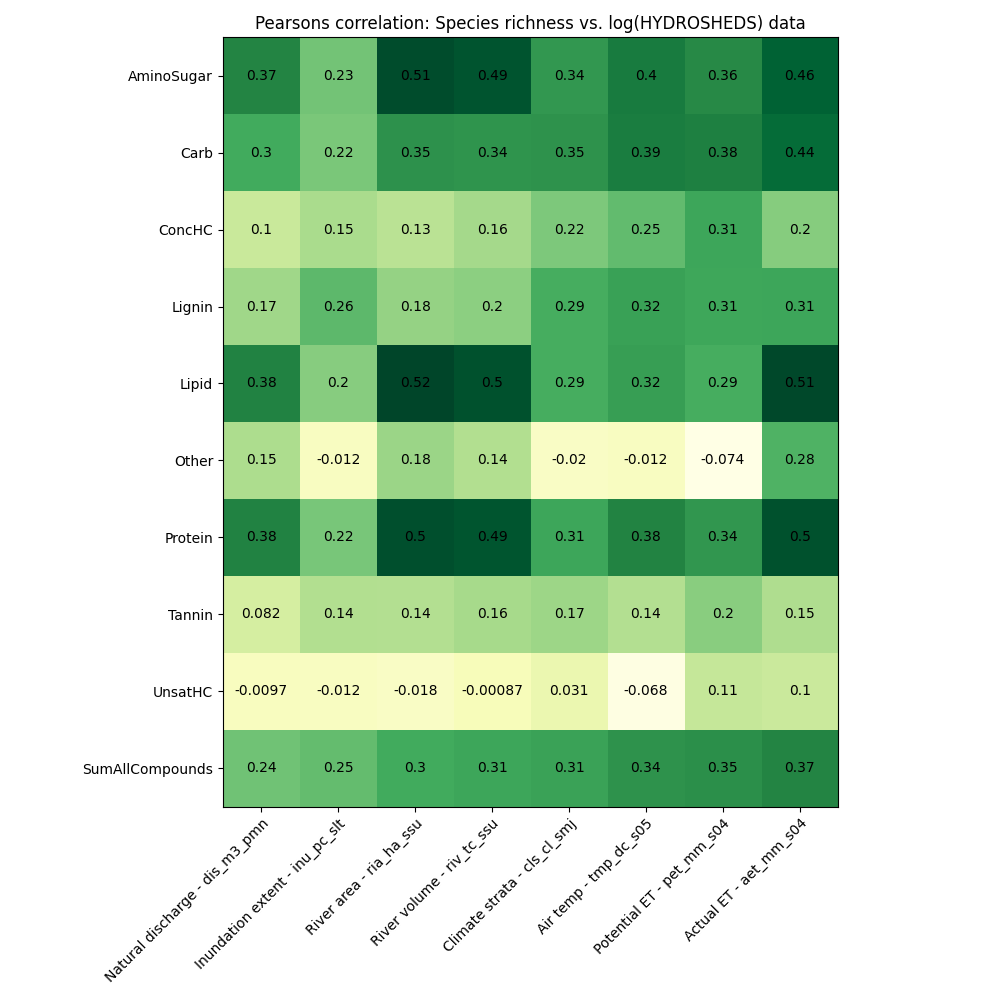 Pearsons correlation: Species richness vs. log(HYDROSHEDS) data
AminoSugar 0.37 0.23 0.51 0.49 0.34 0.4 0.36 0.46
Carb 0.3 0.22 0.35 0.34 0.35 0.39 0.38 0.44
ConcHC 0.1 0.15 0.13 0.16 0.22 0.25 0.31 0.2
Lignin 0.17 0.26 0.18 0.2 0.29 0.32 0.31 0.31
Lipid 0.38 0.2 0.52 0.5 0.29 0.32 0.29 0.51
Other 0.15 -0.012 0.18 0.14 -0.02 -0.012 -0.074 0.28
Protein 0.38 0.22 0.5 0.49 0.31 0.38 0.34 0.5
Tannin 0.082 0.14 0.14 0.16 0.17 0.14 0.2 0.15
UnsatHC -0.0097 -0.012 -0.018 -0.00087 0.031 -0.068 0.11 0.1
SumAllCompounds 0.24 0.25 0.3 0.31 0.31 0.34 0.35 0.37
Natural discharge - dis_m3_pmn
Inundation extent - inu_pc_slt
River area - ria_ha_ssu
River volume - riv_tc_ssu
Climate strata - cls_cl_smj
Air temp - tmp_dc_s05
Potential ET - pet_mm_s04
Actual ET - aet_mm_s04